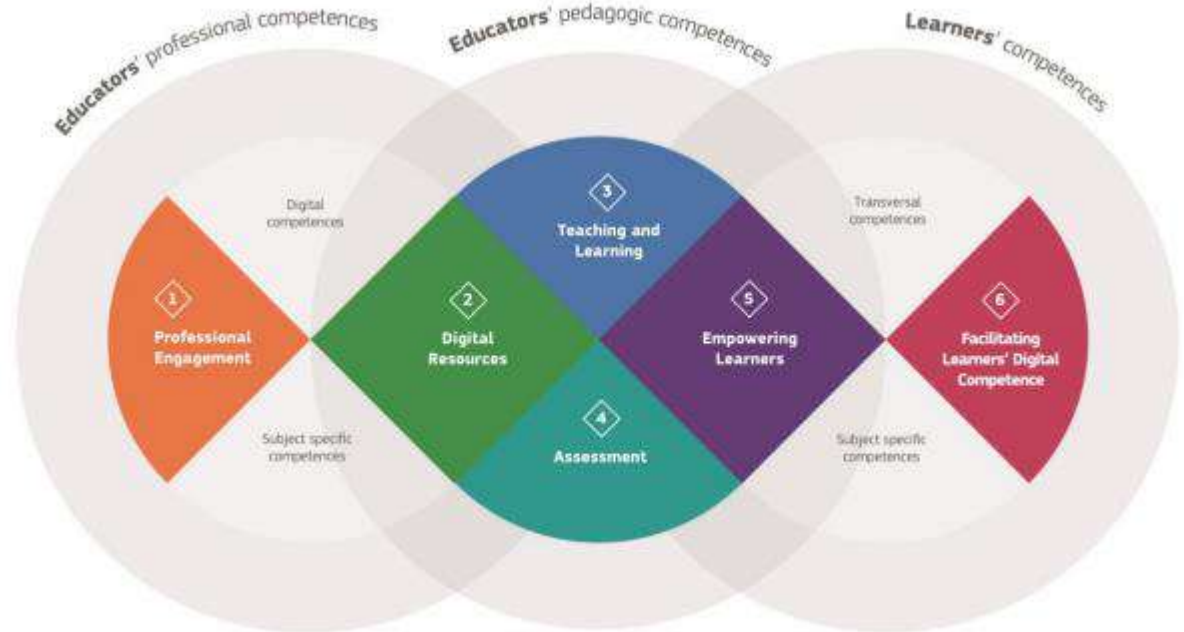 Educators' professional competences
Educators' pedagogic competences
Learners' competences
Digital
competences
3
Teaching and
Learning
Transversal
competences
1
Professional
Engagement
2
Digital
Resources
5
Empowering
Learners
6
Facilitating
Learners' Digital
Competence
4
Assessment
Subject specific
competences
Subject specific
competences